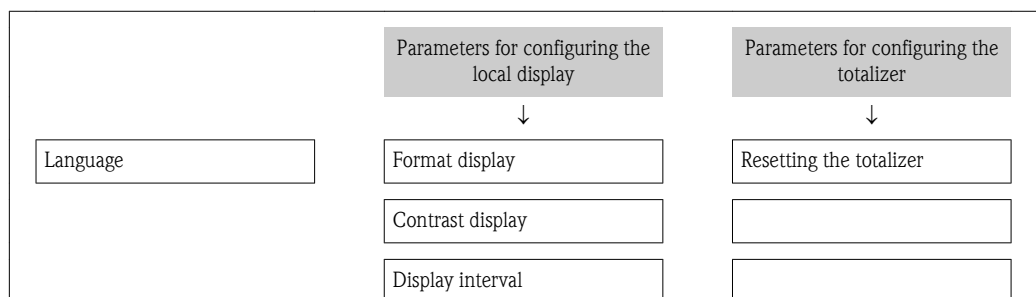 Parameters for configuring the
local display
Parameters for configuring the
totalizer
↓
↓
Language
Format display
Resetting the totalizer
Contrast display
Display interval